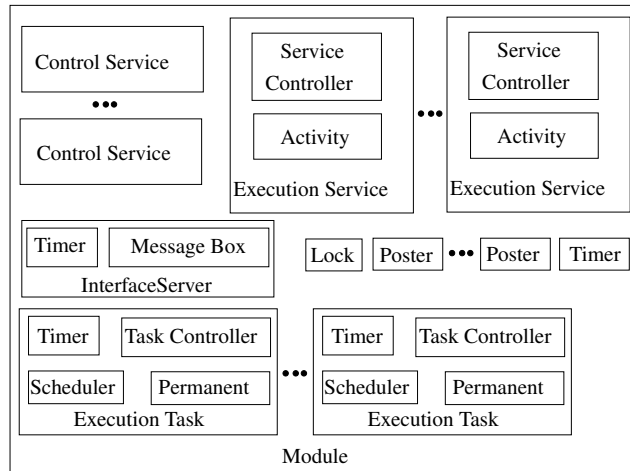 Control Service
Control Service
Service
Controller
Activity
Execution Service
Service
Controller
Activity
Execution Service
Timer
Message Box
InterfaceServer
Lock
Poster
Poster
Timer
Timer
Task Controller
Scheduler
Permanent
Execution Task
Timer
Task Controller
Scheduler
Permanent
Execution Task
Module